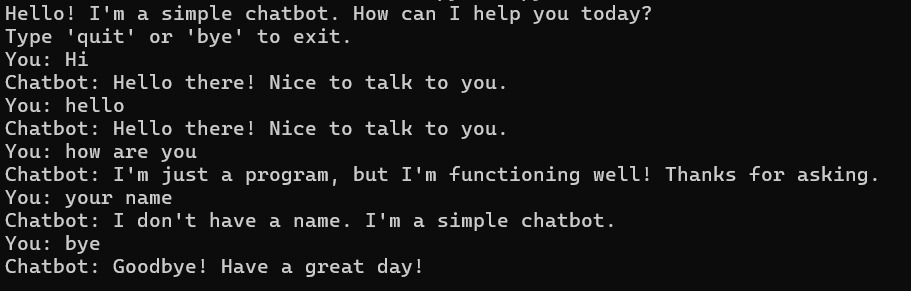 Hello! I'm a simple chatbot. How can I help you today?
Type 'quit' or 'bye' to exit.
You: Hi
Chatbot: Hello there! Nice to talk to you.
You: hello
Chatbot: Hello there! Nice to talk to you.
You: how are you
Chatbot: I'm just a program, but I'm functioning well! Thanks for asking.
You: your name
Chatbot: I don't have a name. I'm a simple chatbot.
You: bye
Chatbot: Goodbye! Have a great day!